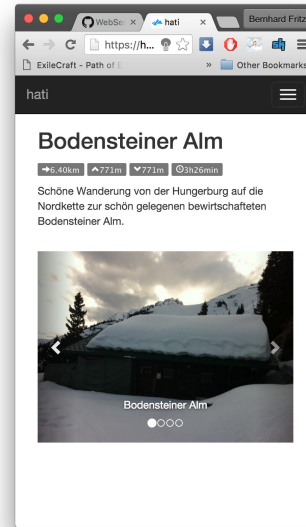 WebSe
hati
Bernhard Fritz
https://h...
ExileCraft - Path of E
» Other Bookmarks
hati
Bodensteiner Alm
6.40km 771m 771m 3h26min
Schöne Wanderung von der Hungerburg auf die
Nordkette zur schön gelegenen bewirtschafteten
Bodensteiner Alm.
Bodensteiner Alm